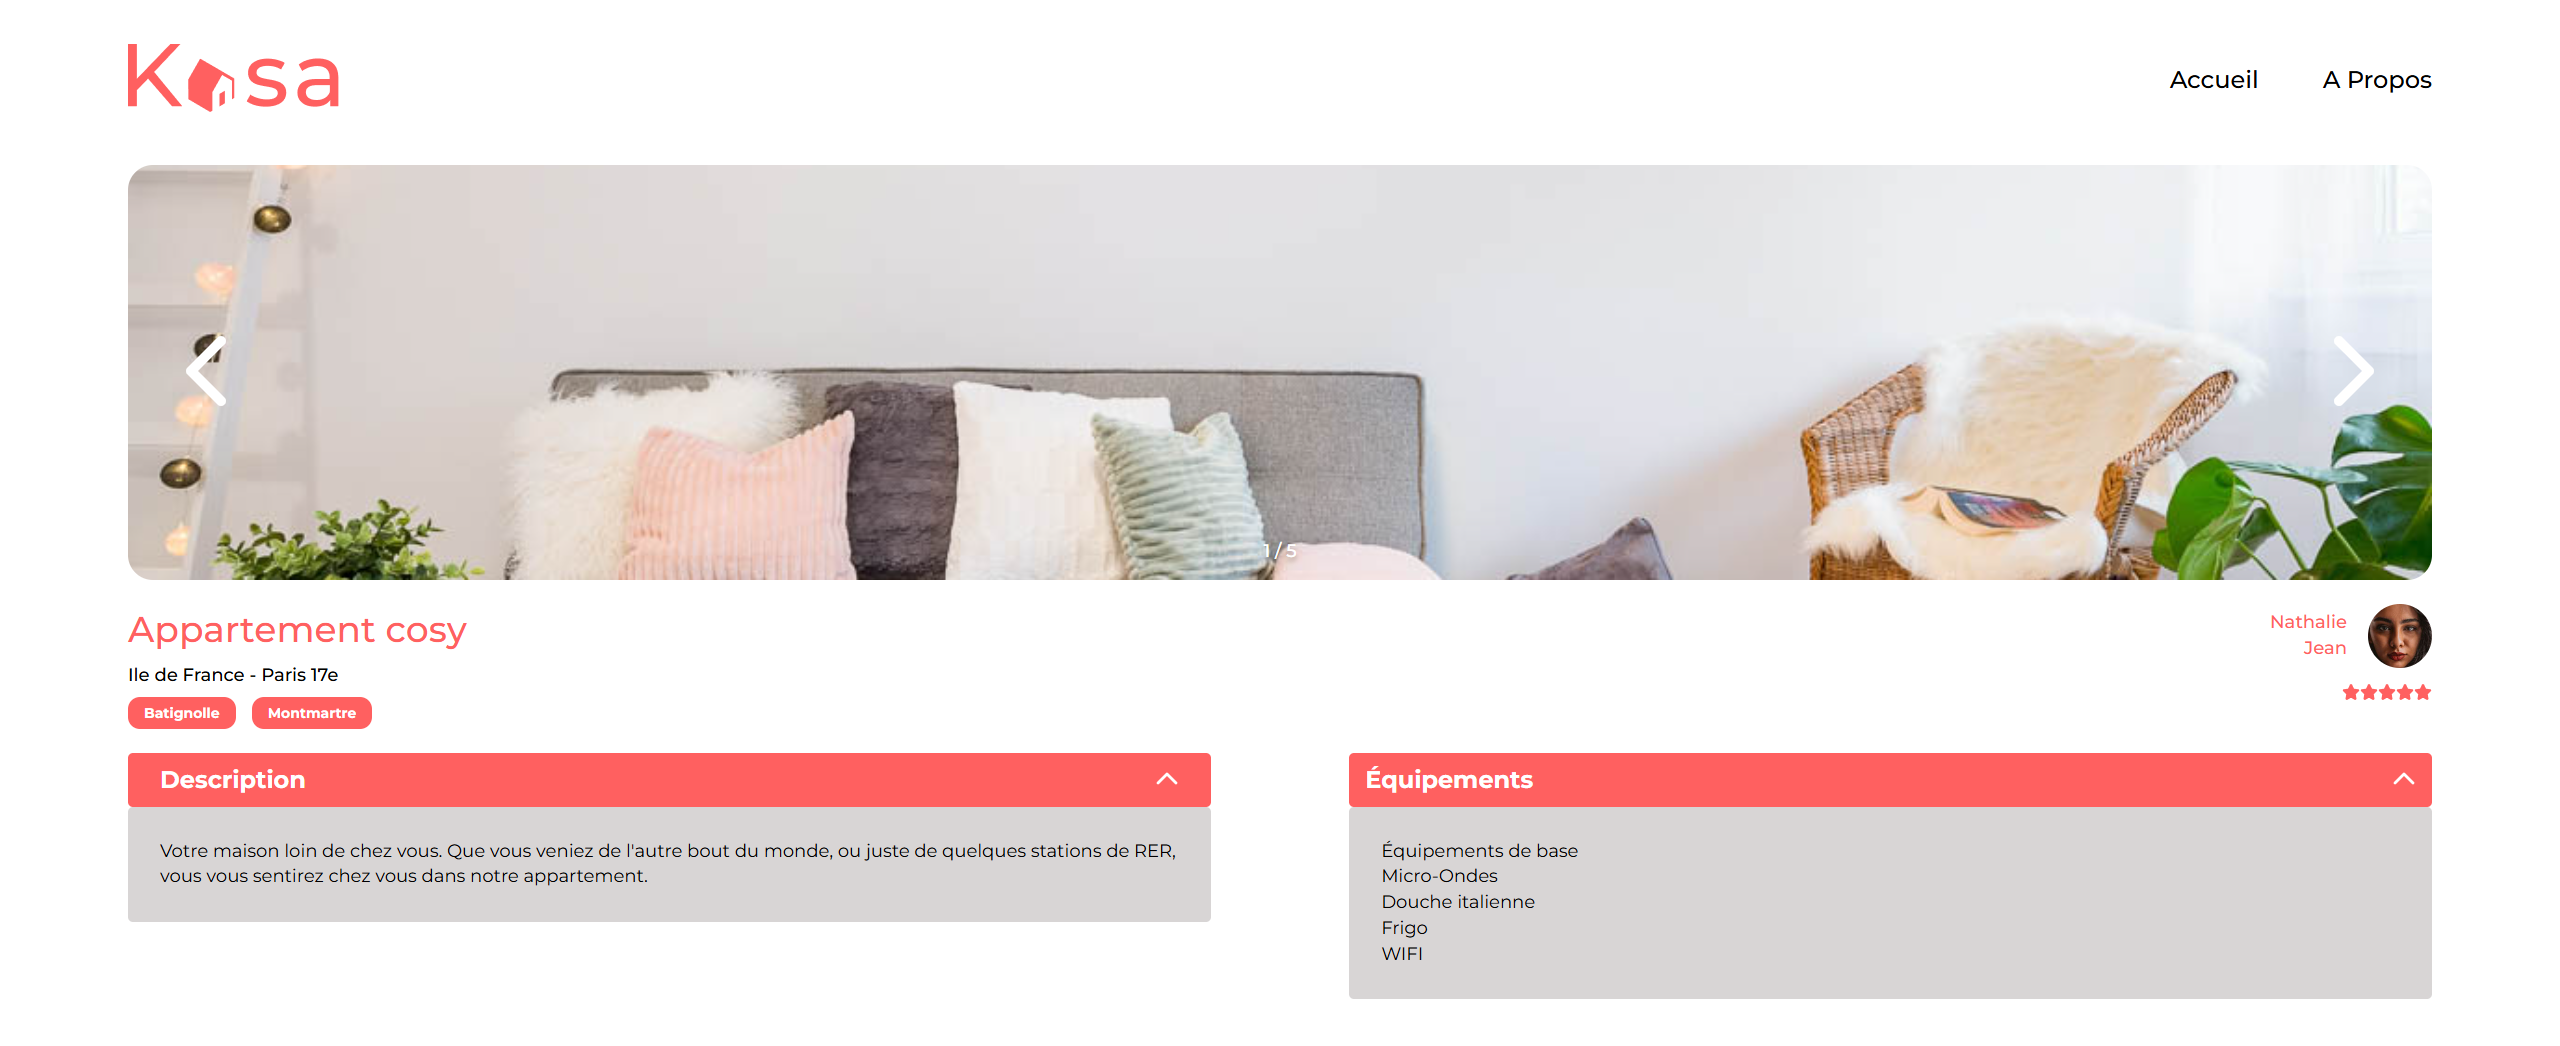 Kasa
Accueil
A Propos
1 / 5
Appartement cosy
Ile de France - Paris 17e
Batignolle
Montmartre
Nathalie
Jean
Description
Votre maison loin de chez vous. Que vous veniez de l'autre bout du monde, ou juste de quelques stations de RER,
vous vous sentirez chez vous dans notre appartement.
Équipements
Équipements de base
Micro-Ondes
Douche italienne
Frigo
WIFI